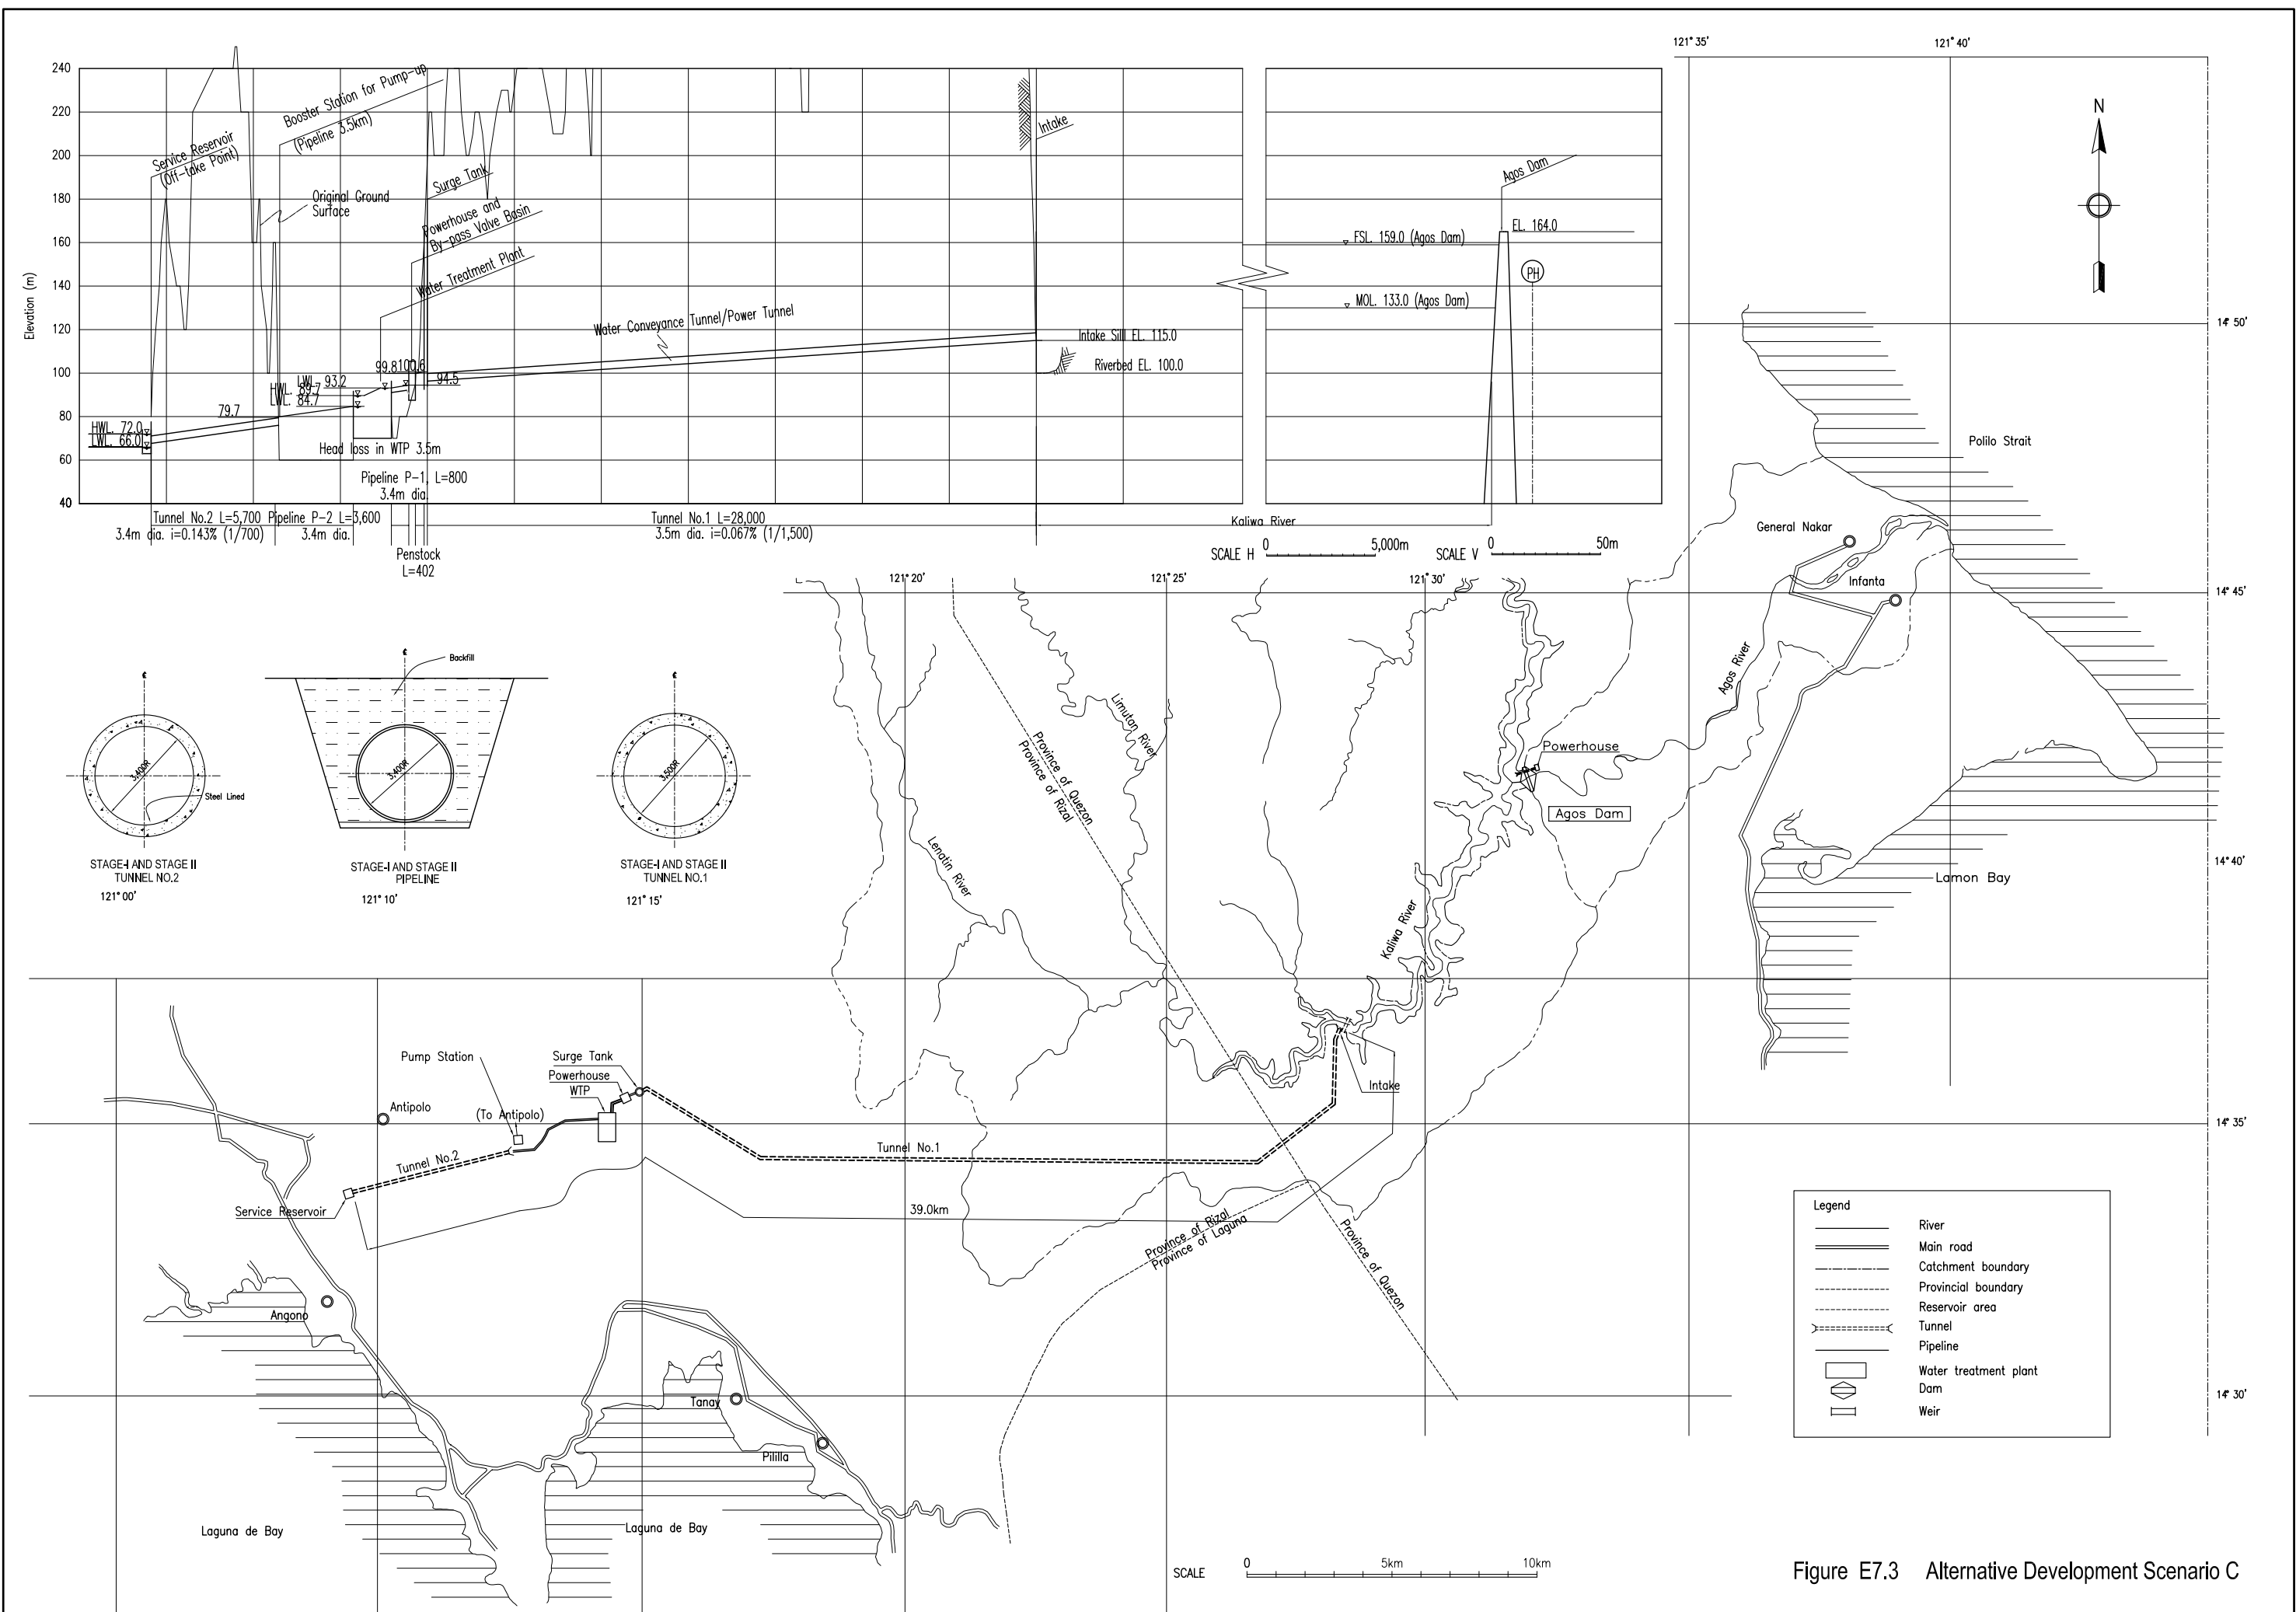 121° 35'
121° 40'
N
240
220
200
180
160
140
120
100
80
60
40
Elevation (m)
Service Reservoir
(Off-take Point)
Booster Station for Pump-up
(Pipeline 3.5km)
Original Ground
Surface
Surge Tank
Powerhouse and
By-pass Valve Basin
Water Treatment Plant
Water Conveyance Tunnel/Power Tunnel
Intake
Intake Sill EL. 115.0
Riverbed EL. 100.0
FSL. 159.0 (Agos Dam)
MOL. 133.0 (Agos Dam)
Agos Dam
EL. 164.0
PH
99.8
100.6
94.5
LWL. 93.2
HWL. 89.7
LWL. 84.7
79.7
HWL. 72.0
LWL. 66.0
Head loss in WTP 3.5m
Pipeline P-1, L=800
3.4m dia.
Tunnel No.2 L=5,700
3.4m dia. i=0.143% (1/700)
Pipeline P-2 L=3,600
3.4m dia.
Penstock
L=402
Tunnel No.1 L=28,000
3.5m dia. i=0.067% (1/1,500)
Kaliwa River
SCALE H
0
5,000m
SCALE V
0
50m
121° 20'
121° 25'
121° 30'
14° 50'
14° 45'
14° 40'
14° 35'
14° 30'
Polilo Strait
General Nakar
Infanta
Agos River
Powerhouse
Agos Dam
Lamon Bay
Kaliwa River
Limutan River
Lenatin River
Province of Quezon
Province of Rizal
3,400R
Steel Lined
STAGE-I AND STAGE II
TUNNEL NO.2
Backfill
3,400R
STAGE-I AND STAGE II
PIPELINE
3,500R
STAGE-I AND STAGE II
TUNNEL NO.1
121° 00'
121° 10'
121° 15'
Pump Station
(To Antipolo)
Surge Tank
Powerhouse
WTP
Antipolo
Tunnel No.2
Service Reservoir
Tunnel No.1
Intake
39.0km
Province of Rizal
Province of Laguna
Province of Quezon
Angono
Tanay
Pililla
Laguna de Bay
Laguna de Bay
Legend
River
Main road
Catchment boundary
Provincial boundary
Reservoir area
Tunnel
Pipeline
Water treatment plant
Dam
Weir
SCALE
0
5km
10km
Figure E7.3 Alternative Development Scenario C